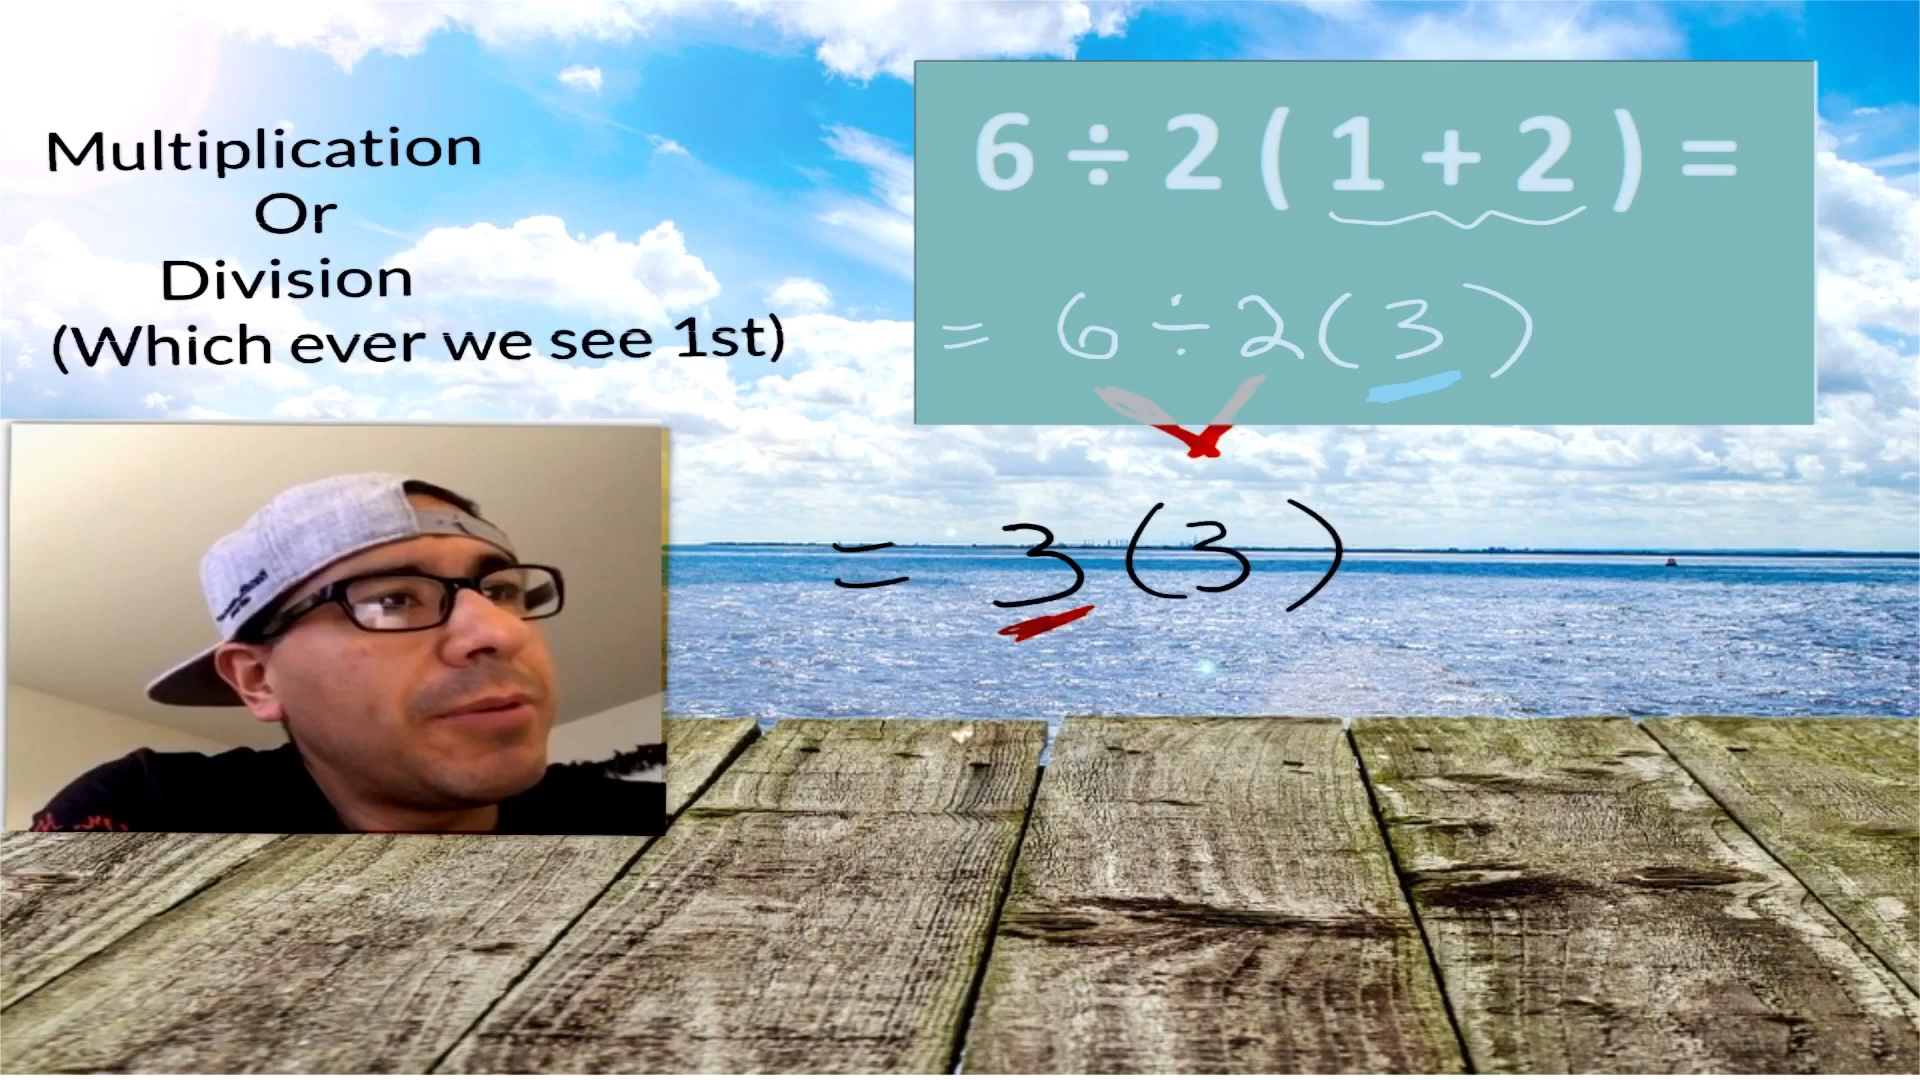 Multiplication
Or
Division
(Which ever we see 1st)
6 ÷ 2 ( 1 + 2 ) =
= 6 ÷ 2 ( 3 )
= 3 ( 3 )